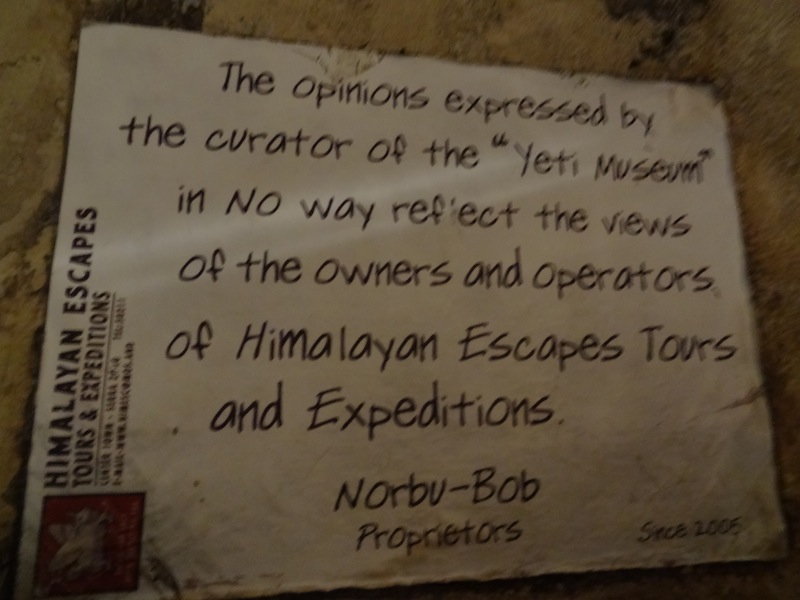 The opinions expressed by
the curator of the "Yeti Museum"
in NO way reflect the views
of the owners and operators
of Himalayan Escapes Tours
and Expeditions.
Norbu-Bob
Proprietors
Since 2005
HIMALAYAN ESCAPES
TOURS & EXPEDITIONS